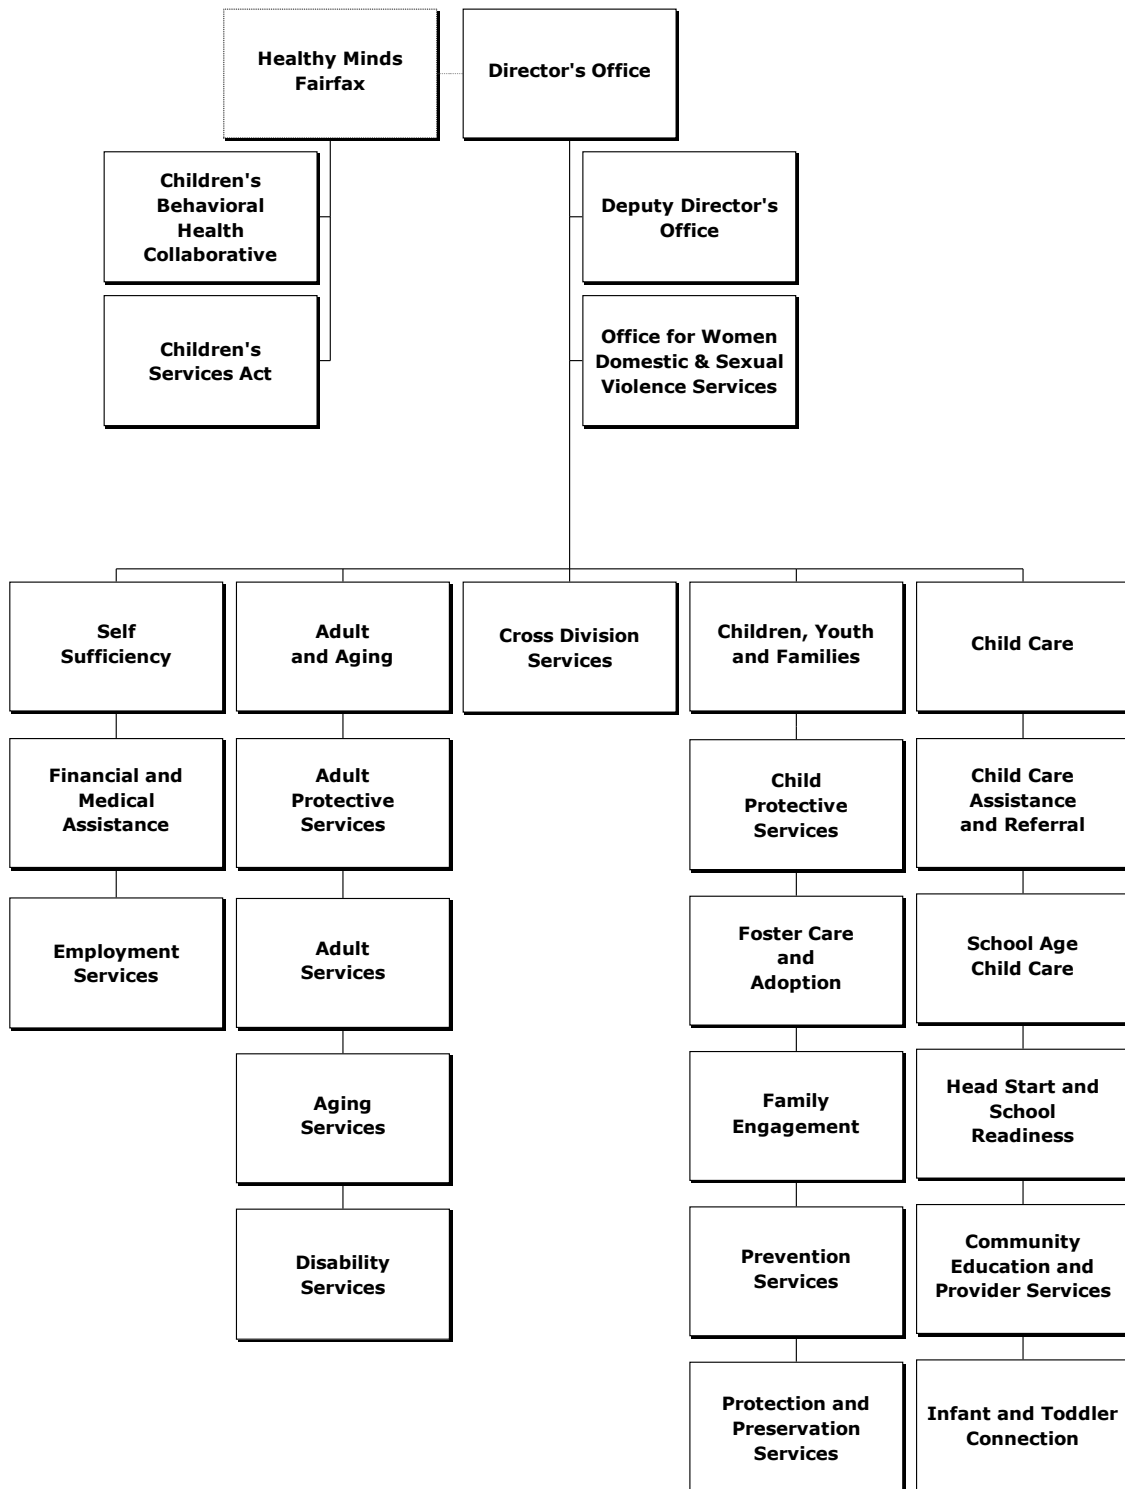 Healthy Minds
Fairfax
Director's Office
Children's
Behavioral
Health
Collaborative
Deputy Director's
Office
Children's
Services Act
Office for Women
Domestic & Sexual
Violence Services
Self
Sufficiency
Adult
and Aging
Cross Division
Services
Children, Youth
and Families
Child Care
Financial and
Medical
Assistance
Adult
Protective
Services
Child
Protective
Services
Child Care
Assistance
and Referral
Employment
Services
Adult
Services
Foster Care
and
Adoption
School Age
Child Care
Aging
Services
Family
Engagement
Head Start and
School
Readiness
Disability
Services
Prevention
Services
Community
Education and
Provider Services
Protection and
Preservation
Services
Infant and Toddler
Connection